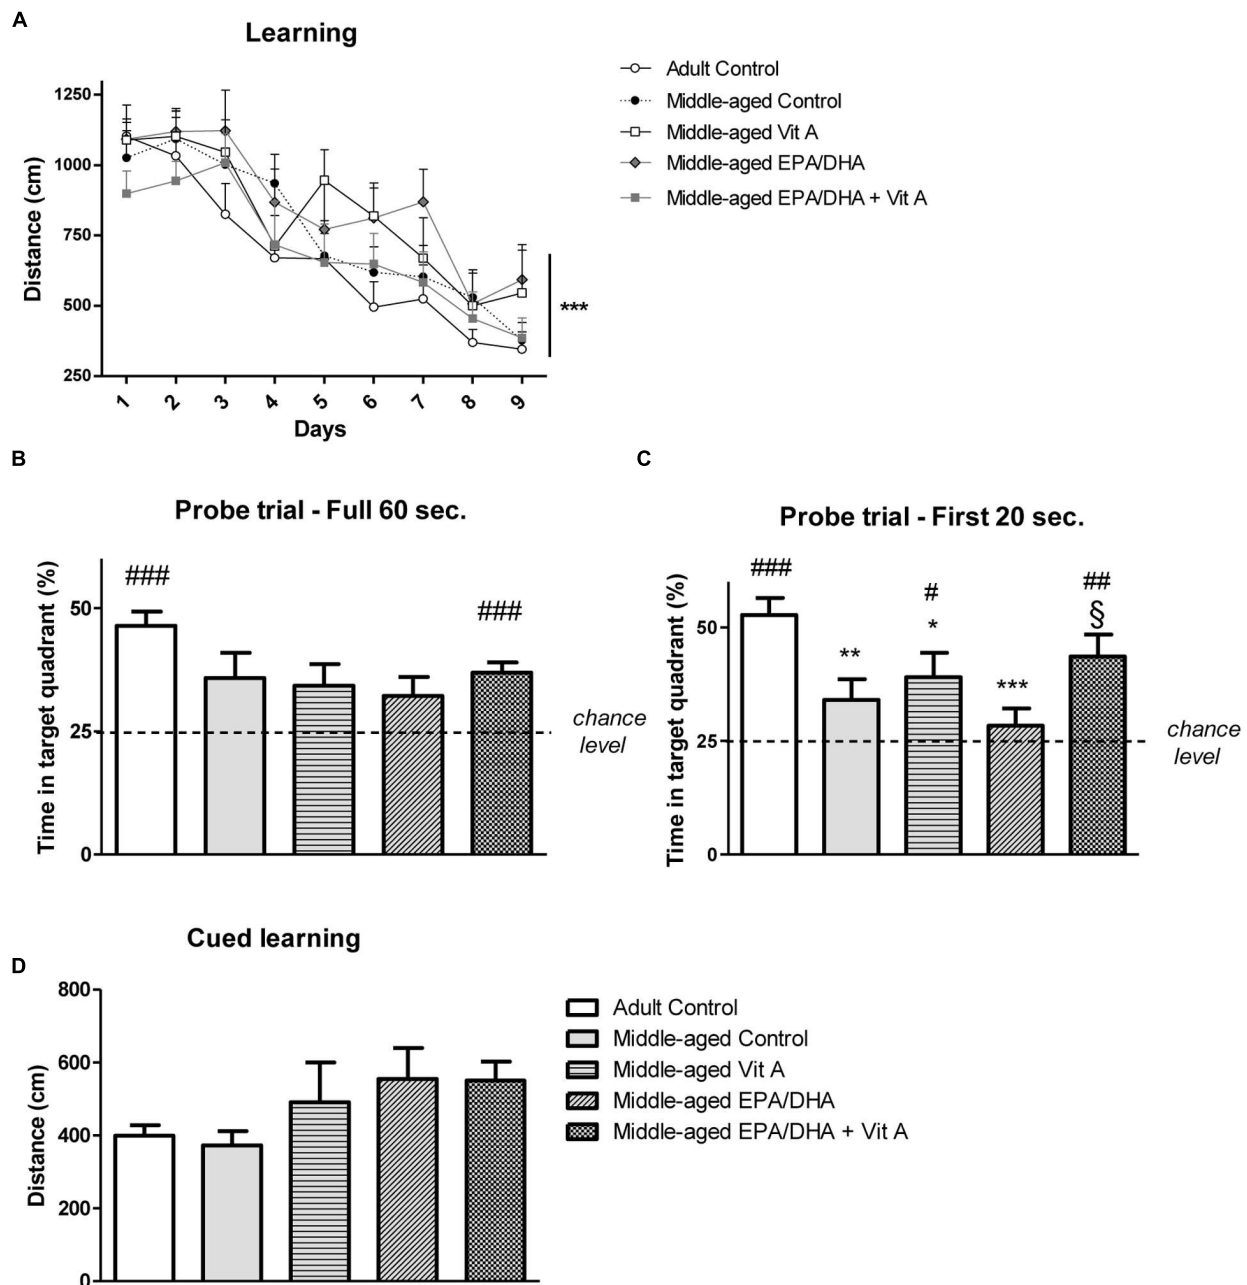 A
Learning
Distance (cm)
1250
1000
750
500
250
1 2 3 4 5 6 7 8 9
Days
***
Adult Control
Middle-aged Control
Middle-aged Vit A
Middle-aged EPA/DHA
Middle-aged EPA/DHA + Vit A
B
Probe trial - Full 60 sec.
Time in target quadrant (%)
50
25
0
###
###
chance
level
C
Probe trial - First 20 sec.
Time in target quadrant (%)
50
25
0
###
**
#
*
***
##
§
chance
level
Cued learning
D
Distance (cm)
800
600
400
200
0
Adult Control
Middle-aged Control
Middle-aged Vit A
Middle-aged EPA/DHA
Middle-aged EPA/DHA + Vit A